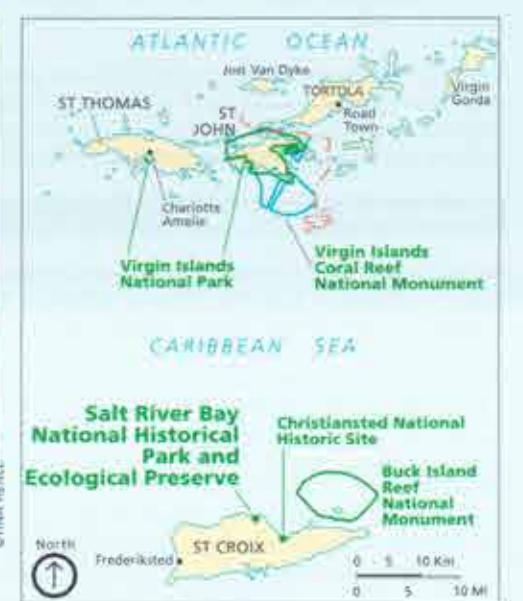 ATLANTIC OCEAN
Jost Van Dyke
TORTOLA
Virgin
Gorda
ST THOMAS
ST
JOHN
Road
Town
Charlotte
Amalie
Virgin Islands
National Park
Virgin Islands
Coral Reef
National Monument
CARIBBEAN SEA
Salt River Bay
National Historical
Park and
Ecological Preserve
Christiansted National
Historic Site
Buck Island
Reef
National
Monument
North
Frederiksted
ST CROIX
0 5 10 Km
0 5 10 Mi